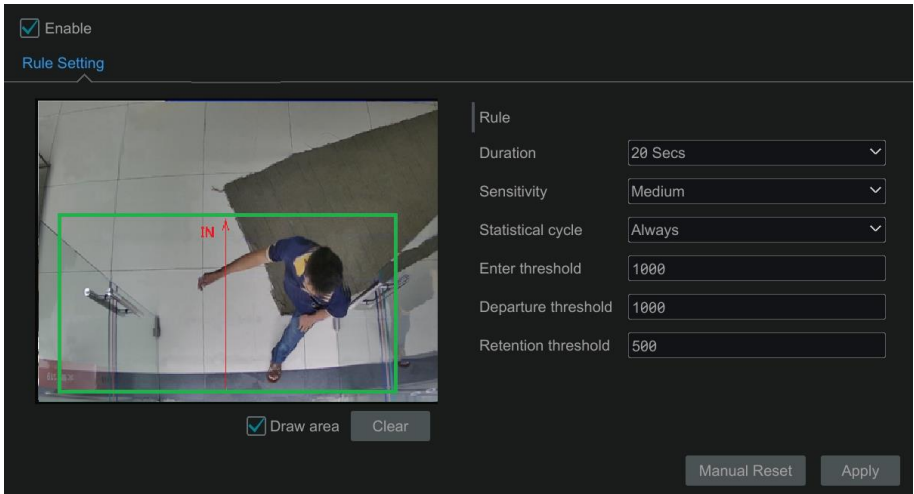 Enable
Rule Setting
IN
Rule
Duration 20 Secs
Sensitivity Medium
Statistical cycle Always
Enter threshold 1000
Departure threshold 1000
Retention threshold 500
Draw area Clear
Manual Reset Apply